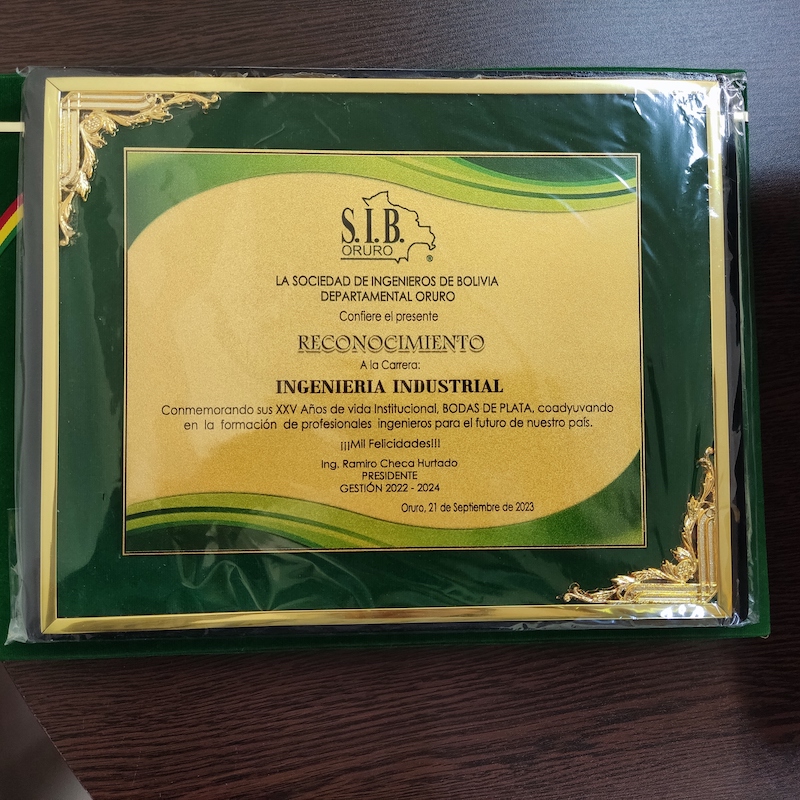 S.I.B.
ORURO
®
LA SOCIEDAD DE INGENIEROS DE BOLIVIA
DEPARTAMENTAL ORURO
Confiere el presente
RECONOCIMIENTO
A la Carrera:
INGENIERIA INDUSTRIAL
Conmemorando sus XXV Años de vida Institucional, BODAS DE PLATA, coadyuvando
en la formación de profesionales ingenieros para el futuro de nuestro país.
¡¡¡Mil Felicidades!!!
Ing. Ramiro Checa Hurtado
PRESIDENTE
GESTIÓN 2022 - 2024
Oruro, 21 de Septiembre de 2023